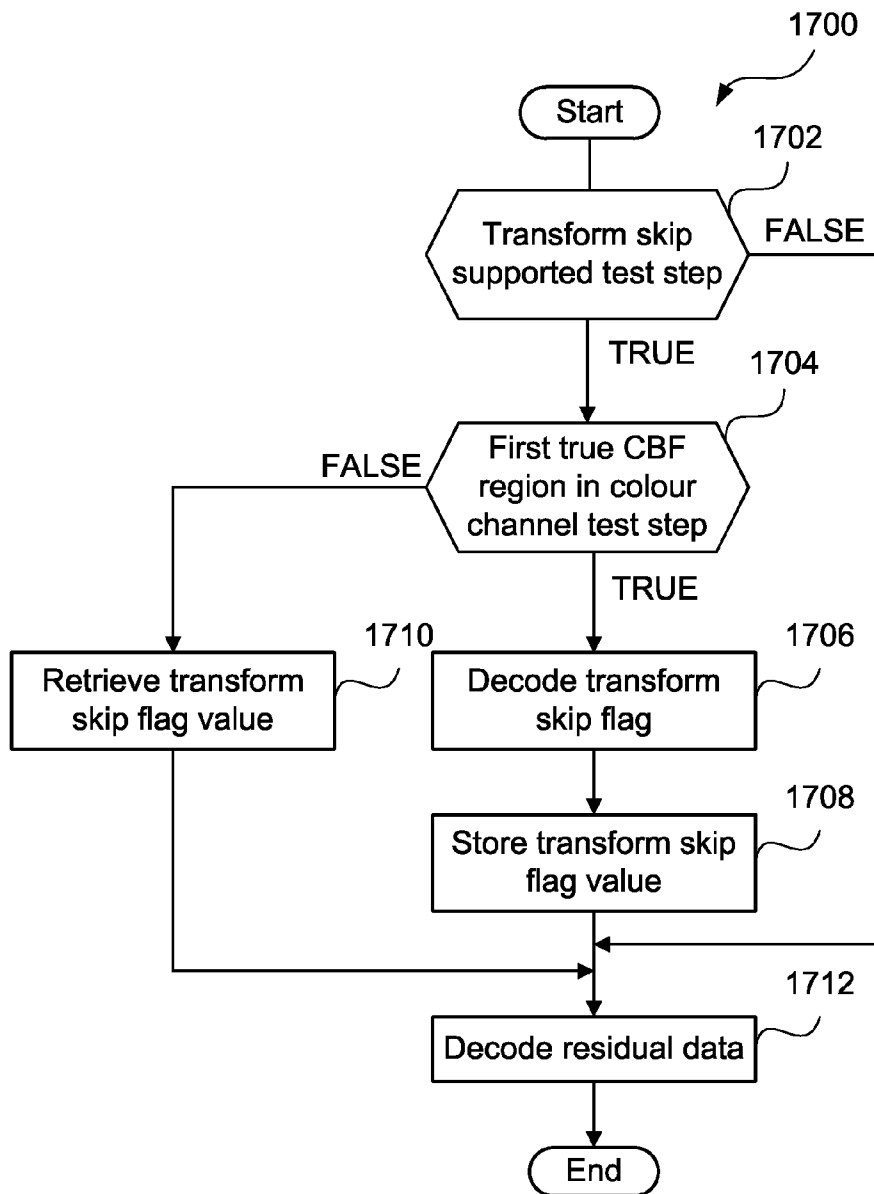 1700
Start
1702
Transform skip
supported test step
FALSE
TRUE
1704
First true CBF
region in colour
channel test step
FALSE
TRUE
1710
Retrieve transform
skip flag value
1706
Decode transform
skip flag
1708
Store transform skip
flag value
1712
Decode residual data
End